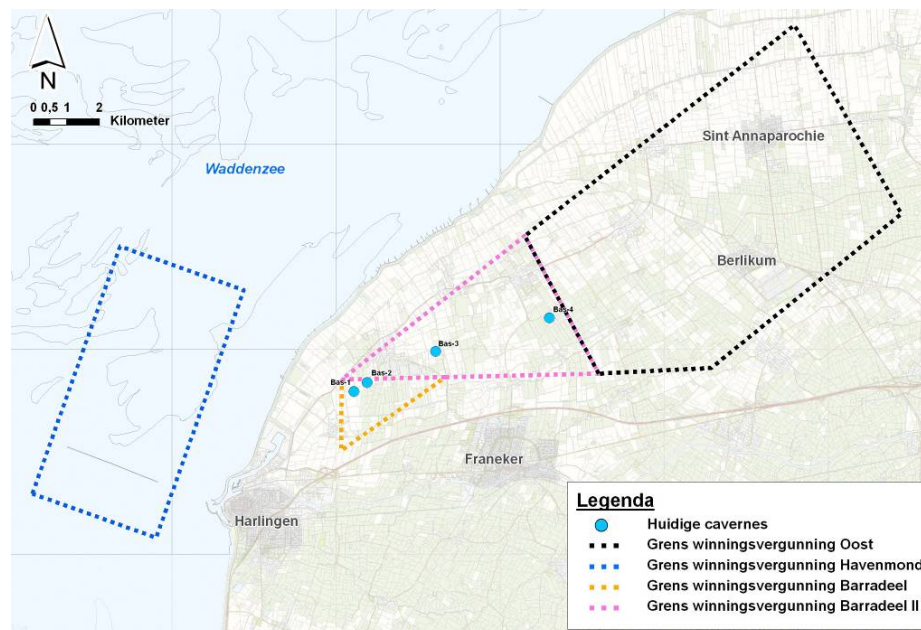 N
0 0,5 1 2
Kilometer
Waddenzee
Sint Annaparochie
Berlikum
Bas-4
Bas-3
Bas-2
Bas-1
Franeker
Harlingen
Legenda
Huidige cavernes
Grens winningsvergunning Oost
Grens winningsvergunning Havenmond
Grens winningsvergunning Barradeel
Grens winningsvergunning Barradeel II